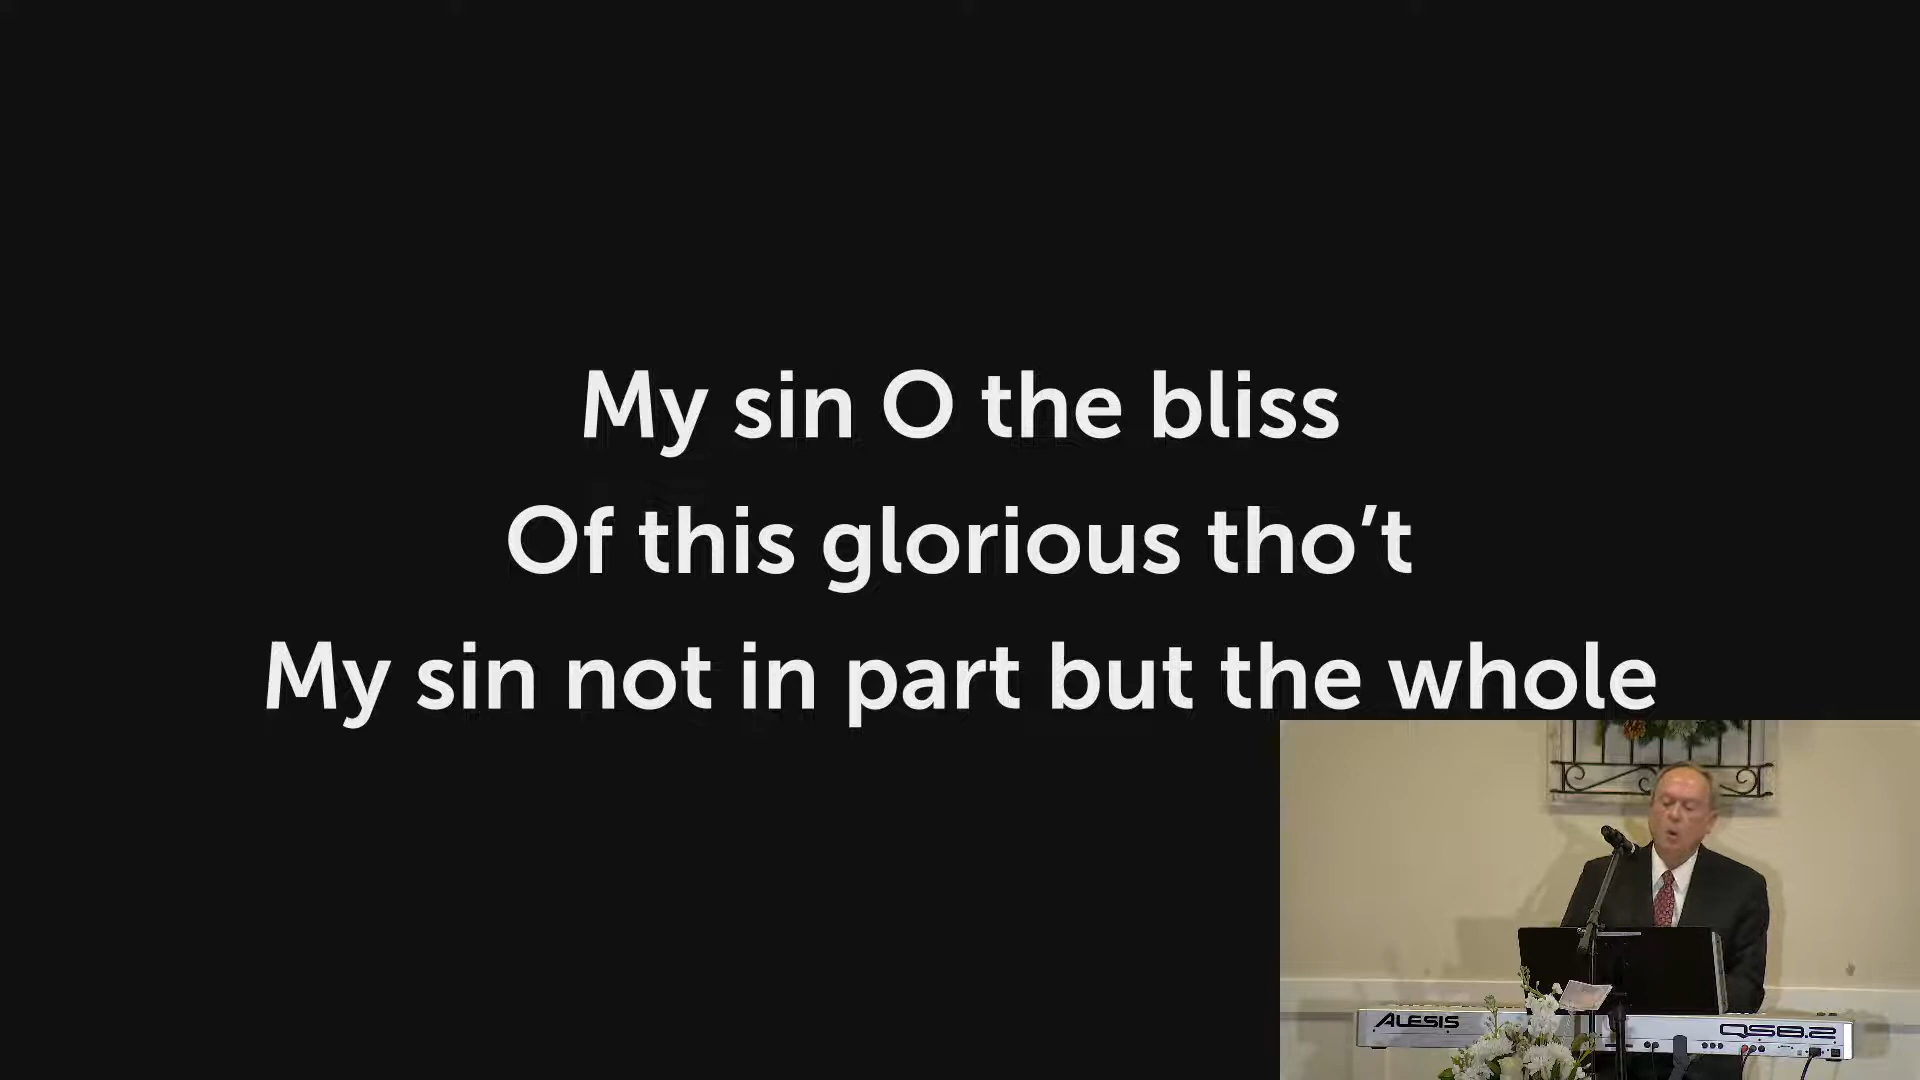 My sin O the bliss
Of this glorious tho’t
My sin not in part but the whole
ALESIS
QS8.2